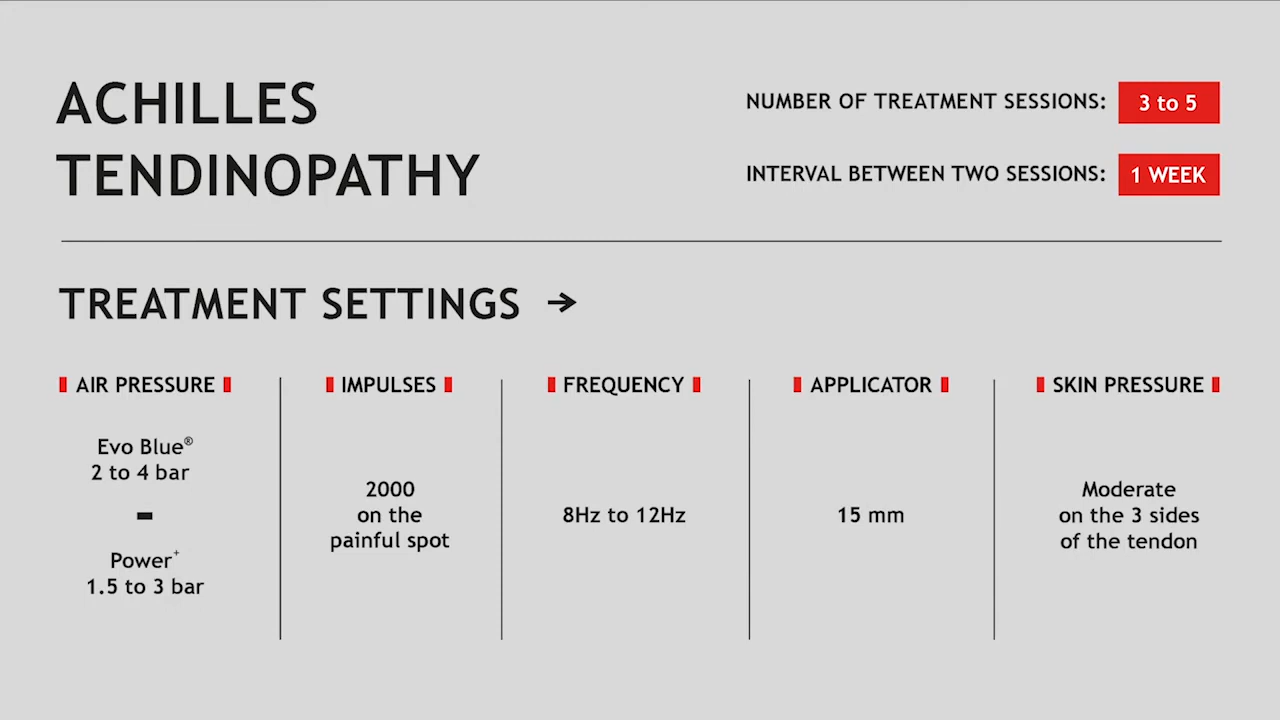 ACHILLES
TENDINOPATHY
NUMBER OF TREATMENT SESSIONS: 3 to 5
INTERVAL BETWEEN TWO SESSIONS: 1 WEEK
TREATMENT SETTINGS →
AIR PRESSURE
Evo Blue®
2 to 4 bar
-
Power⁺
1.5 to 3 bar
IMPULSES
2000
on the
painful spot
FREQUENCY
8Hz to 12Hz
APPLICATOR
15 mm
SKIN PRESSURE
Moderate
on the 3 sides
of the tendon